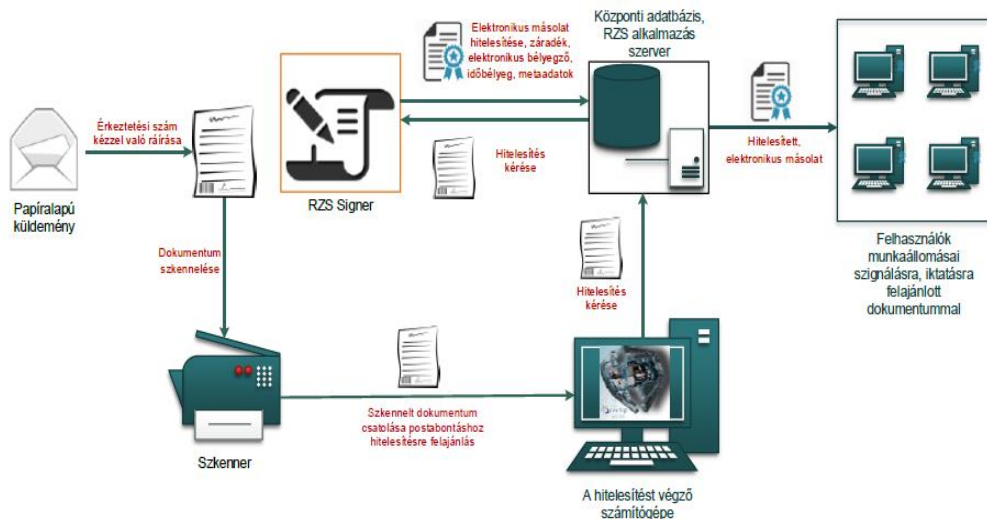 Elektronikus másolat
hitelesítése, záradék,
elektronikus bélyegző,
időbélyeg, metaadatok
Központi adatbázis,
RZS alkalmazás
szerver
Érkeztetési szám
kézzel való ráírása
Hitelesítés
kérése
Hitelesített,
elektronikus másolat
Papíralapú
küldemény
RZS Signer
Dokumentum
szkennelése
Hitelesítés
kérése
Felhasználók
munkaállomásai
szignálásra, iktatásra
felajánlott
dokumentummal
Szkennelt dokumentum
csatolása postabontáshoz
hitelesítésre felajánlás
Szkenner
A hitelesítést végző
számítógépe